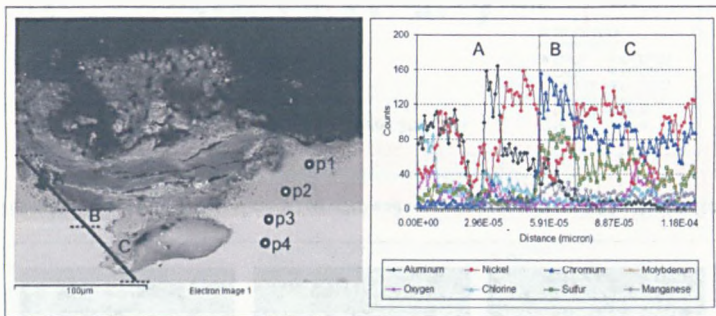 p1
p2
p3
p4
B
C
100µm
Electron Image 1
A
B
C
200
160
120
80
40
0
Counts
0.00E+00 2.96E-05 5.91E-05 8.87E-05 1.18E-04
Distance (micron)
Aluminum Nickel Chromium Molybdenum
Oxygen Chlorine Sulfur Manganese